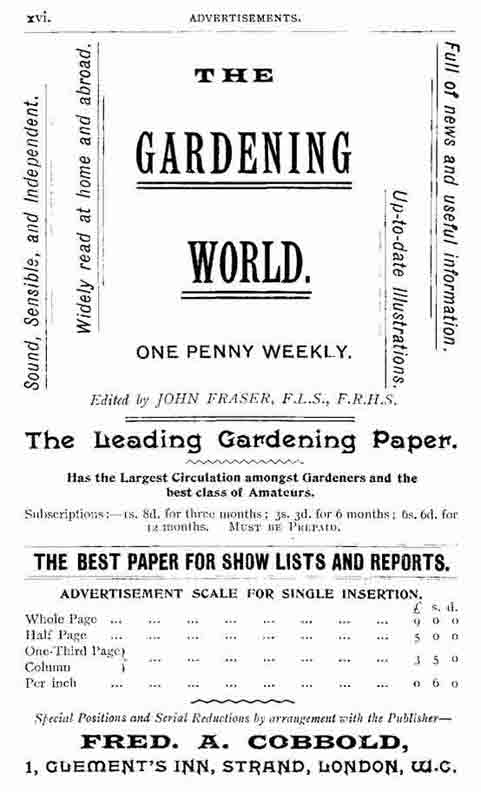 xvi.
ADVERTISEMENTS.
Sound, Sensible, and Independent.
Widely read at home and abroad.
THE
GARDENING
WORLD.
Up-to-date Illustrations.
Full of news and useful information.
ONE PENNY WEEKLY.
Edited by JOHN FRASER, F.L.S., F.R.H.S.
The Leading Gardening Paper.
Has the Largest Circulation amongst Gardeners and the
best class of Amateurs.
Subscriptions:—1s. 8d. for three months; 3s. 3d. for 6 months; 6s. 6d. for
12 months. MUST BE PREPAID.
THE BEST PAPER FOR SHOW LISTS AND REPORTS.
ADVERTISEMENT SCALE FOR SINGLE INSERTION.
£ s. d.
Whole Page ... ... ... ... ... ... ... 9 0 0
Half Page ... ... ... ... ... ... ... 5 0 0
One-Third Page}
Column } ... ... ... ... ... ... 3 5 0
Per inch ... ... ... ... ... ... ... 0 6 0
Special Positions and Serial Reductions by arrangement with the Publisher—
FRED. A. COBBOLD,
1, CLEMENT'S INN, STRAND, LONDON, W.C.